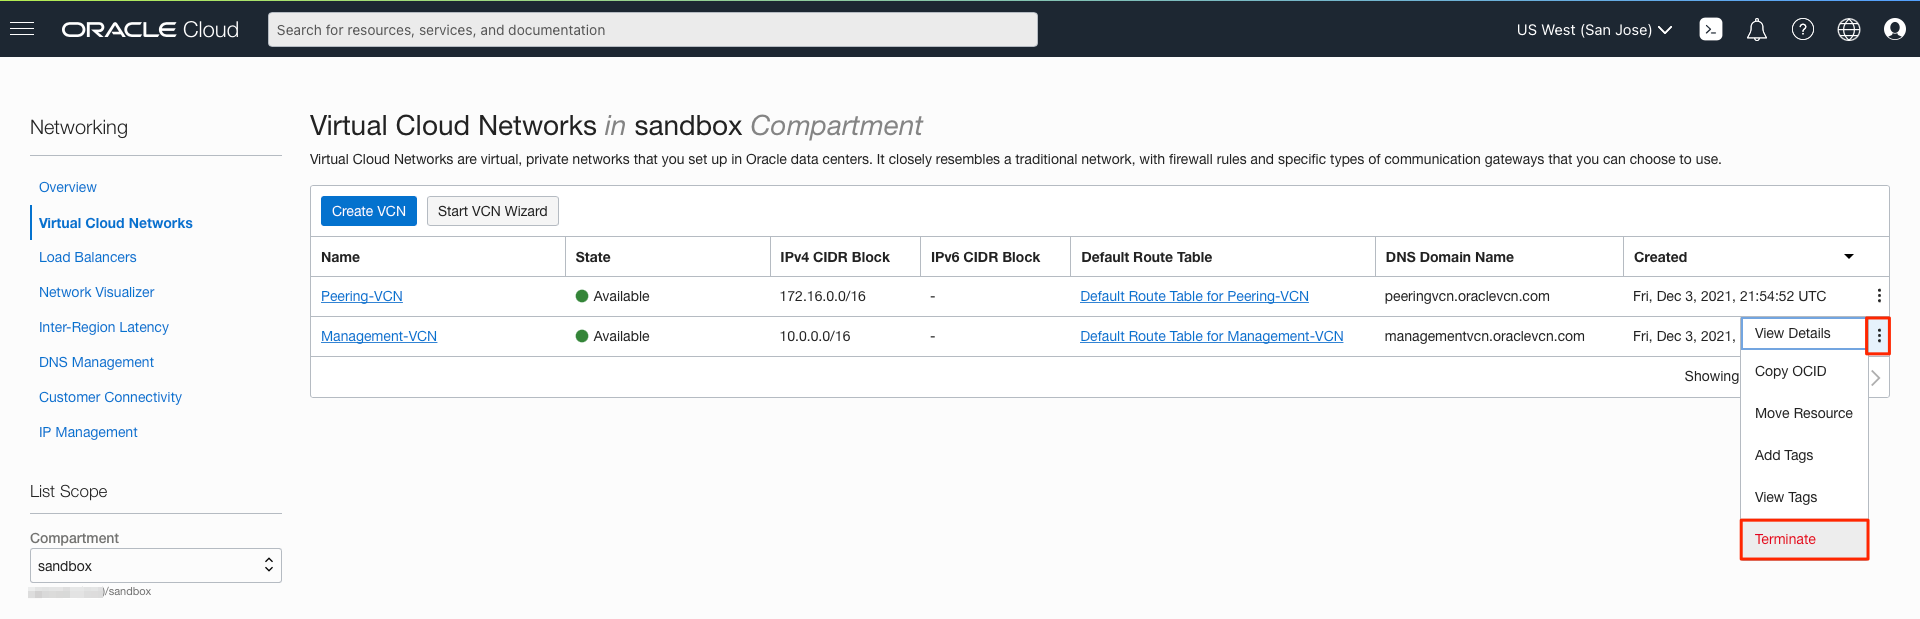 ORACLE Cloud
Search for resources, services, and documentation
US West (San Jose)
Networking
Overview
Virtual Cloud Networks
Load Balancers
Network Visualizer
Inter-Region Latency
DNS Management
Customer Connectivity
IP Management
List Scope
Compartment
sandbox
/sandbox
Virtual Cloud Networks in sandbox Compartment
Virtual Cloud Networks are virtual, private networks that you set up in Oracle data centers. It closely resembles a traditional network, with firewall rules and specific types of communication gateways that you can choose to use.
Create VCN Start VCN Wizard
Name State IPv4 CIDR Block IPv6 CIDR Block Default Route Table DNS Domain Name Created
Peering-VCN Available 172.16.0.0/16 - Default Route Table for Peering-VCN peeringvcn.oraclevcn.com Fri, Dec 3, 2021, 21:54:52 UTC
Management-VCN Available 10.0.0.0/16 - Default Route Table for Management-VCN managementvcn.oraclevcn.com Fri, Dec 3, 2021,
Showing
View Details
Copy OCID
Move Resource
Add Tags
View Tags
Terminate